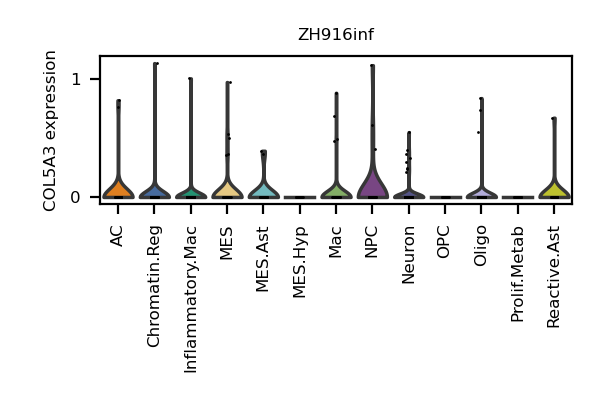 ZH916inf
COL5A3 expression
1
0
AC
Chromatin.Reg
Inflammatory.Mac
MES
MES.Ast
MES.Hyp
Mac
NPC
Neuron
OPC
Oligo
Prolif.Metab
Reactive.Ast